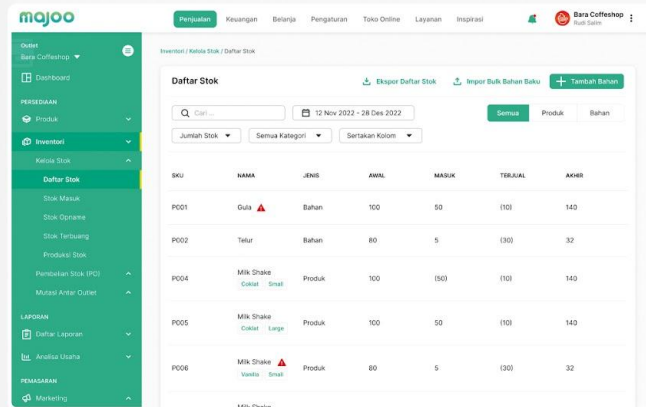 majoo
Penjualan Keuangan Belanja Pengaturan Toko Online Layanan Inspirasi
Bara Coffeshop
Rudi Salim
Outlet
Bara Coffeshop
Dashboard
PERSEDIAAN
Produk
Inventori
Kelola Stok
Daftar Stok
Stok Masuk
Stok Opname
Stok Terbuang
Produksi Stok
Pembelian Stok (PO)
Mutasi Antar Outlet
LAPORAN
Daftar Laporan
Analisa Usaha
PEMASARAN
Marketing
Inventori / Kelola Stok / Daftar Stok
Daftar Stok
Ekspor Daftar Stok
Impor Bulk Bahan Baku
Tambah Bahan
Cari ...
12 Nov 2022 - 28 Des 2022
Semua Produk Bahan
Jumlah Stok Semua Kategori Sertakan Kolom
SKU NAMA JENIS AWAL MASUK TERJUAL AKHIR
P001 Gula Bahan 100 50 (10) 140
P002 Telur Bahan 80 5 (30) 32
P004 Milk Shake Produk 100 (50) (10) 140
Coklat Small
P005 Milk Shake Produk 100 50 (10) 140
Coklat Large
P006 Milk Shake Produk 80 5 (30) 32
Vanilla Small
Milk Shake